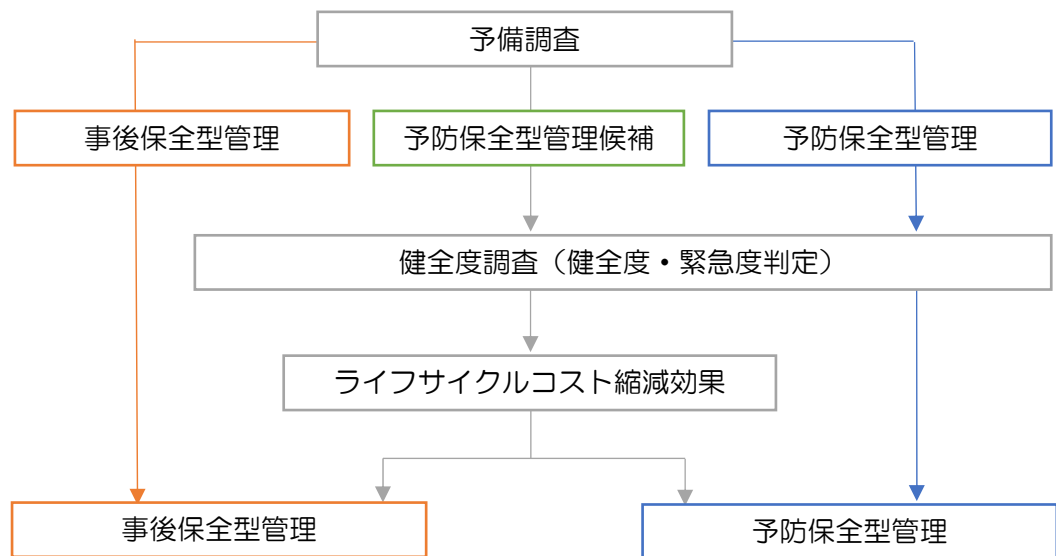 予備調査
事後保全型管理
予防保全型管理候補
予防保全型管理
健全度調査（健全度・緊急度判定）
ライフサイクルコスト縮減効果
事後保全型管理
予防保全型管理